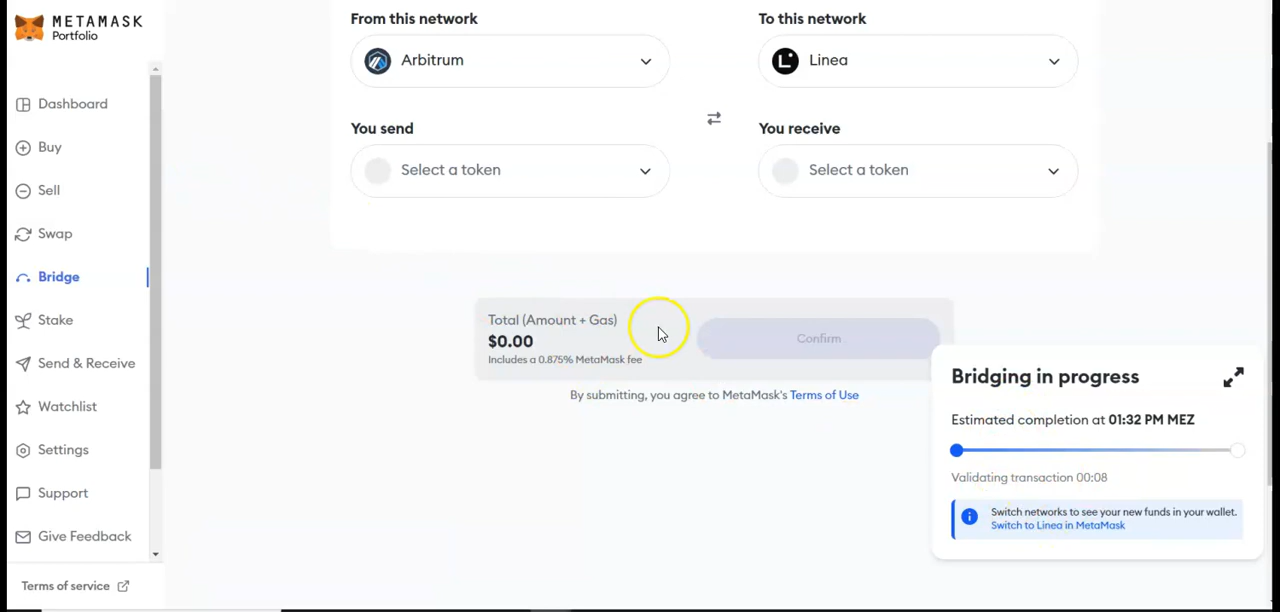 METAMASK
Portfolio
Dashboard
Buy
Sell
Swap
Bridge
Stake
Send & Receive
Watchlist
Settings
Support
Give Feedback
Terms of service
From this network
To this network
Arbitrum
L
Linea
You send
You receive
Select a token
Select a token
Total (Amount + Gas)
$0.00
Includes a 0.875% MetaMask fee
Confirm
By submitting, you agree to MetaMask's Terms of Use
Bridging in progress
Estimated completion at 01:32 PM MEZ
Validating transaction 00:08
Switch networks to see your new funds in your wallet.
Switch to Linea in MetaMask